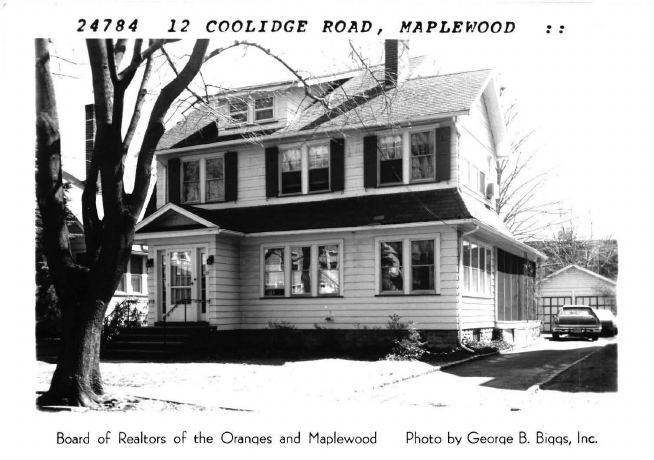 24784 12 COOLIDGE ROAD, MAPLEWOOD ::
Board of Realtors of the Oranges and Maplewood Photo by George B. Biggs, Inc.